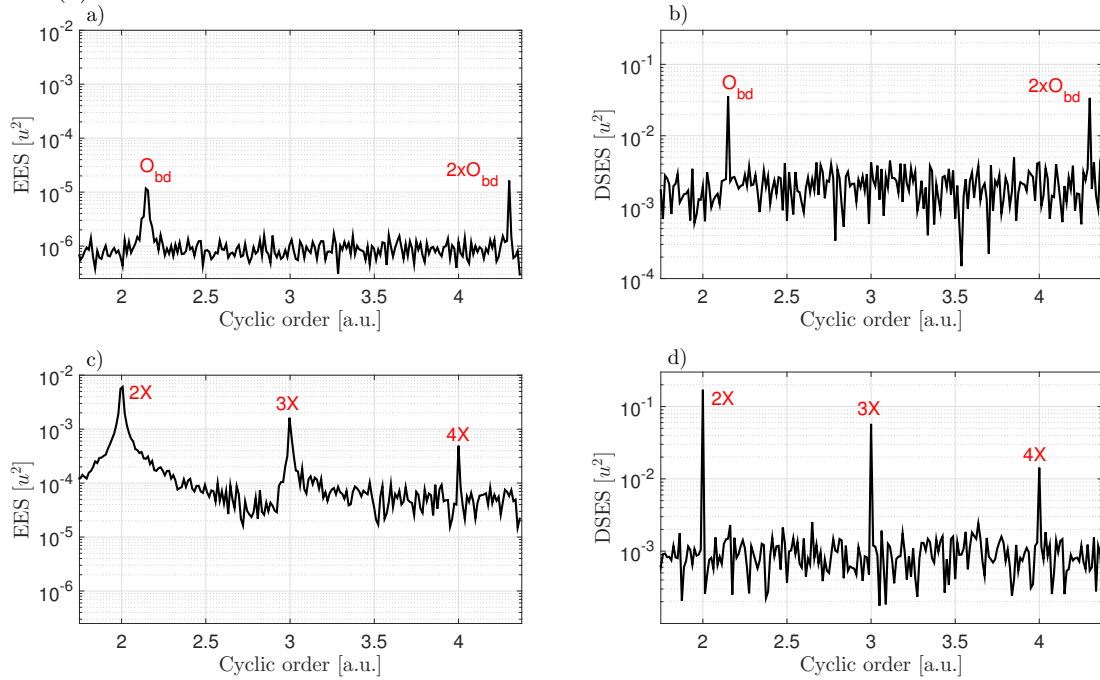 a)
10^-2
10^-3
10^-4
10^-5
10^-6
EES [u^2]
O_bd
2xO_bd
2 2.5 3 3.5 4
Cyclic order [a.u.]
b)
10^-1
10^-2
10^-3
10^-4
DSES [u^2]
O_bd
2xO_bd
2 2.5 3 3.5 4
Cyclic order [a.u.]
c)
10^-2
10^-3
10^-4
10^-5
10^-6
EES [u^2]
2X
3X
4X
2 2.5 3 3.5 4
Cyclic order [a.u.]
d)
10^-1
10^-2
10^-3
DSES [u^2]
2X
3X
4X
2 2.5 3 3.5 4
Cyclic order [a.u.]